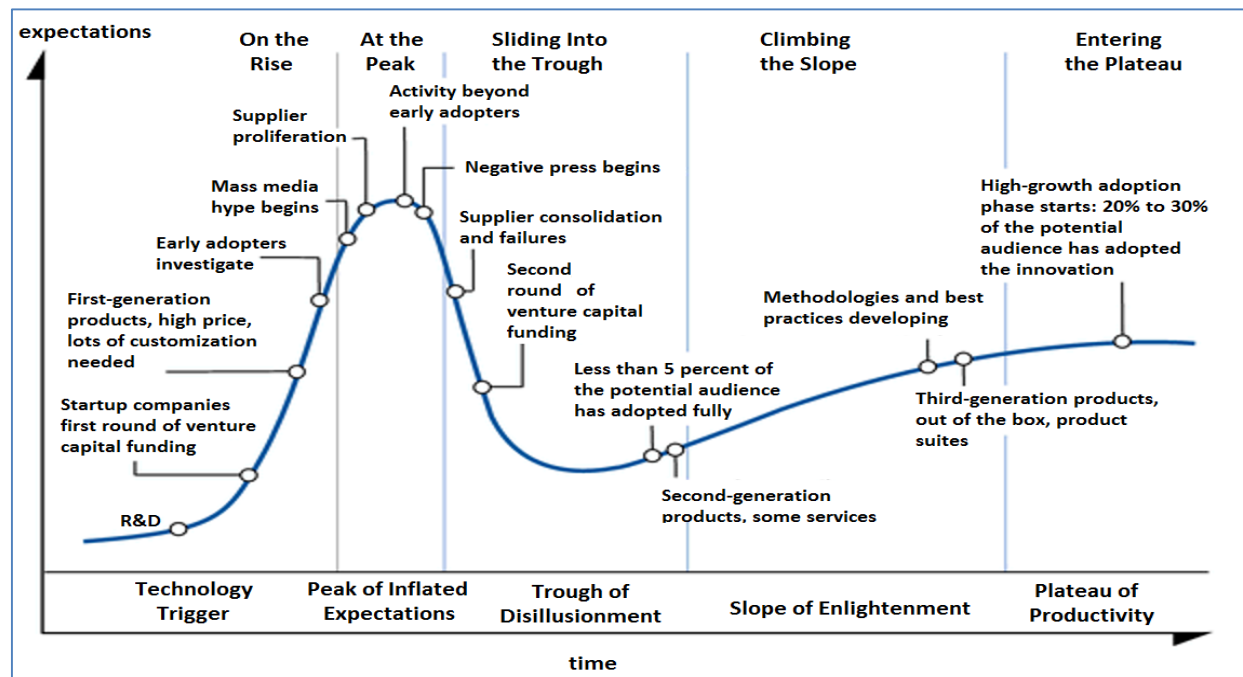 expectations
On the
Rise
At the
Peak
Sliding Into
the Trough
Climbing
the Slope
Entering
the Plateau
Activity beyond
early adopters
Supplier
proliferation
Negative press begins
Mass media
hype begins
Supplier consolidation
and failures
Early adopters
investigate
Second
round of
venture capital
funding
First-generation
products, high price,
lots of customization
needed
Startup companies
first round of venture
capital funding
R&D
Less than 5 percent of
the potential audience
has adopted fully
Second-generation
products, some services
Methodologies and best
practices developing
Third-generation products,
out of the box, product
suites
High-growth adoption
phase starts: 20% to 30%
of the potential
audience has adopted
the innovation
Technology
Trigger
Peak of Inflated
Expectations
Trough of
Disillusionment
Slope of Enlightenment
Plateau of
Productivity
time